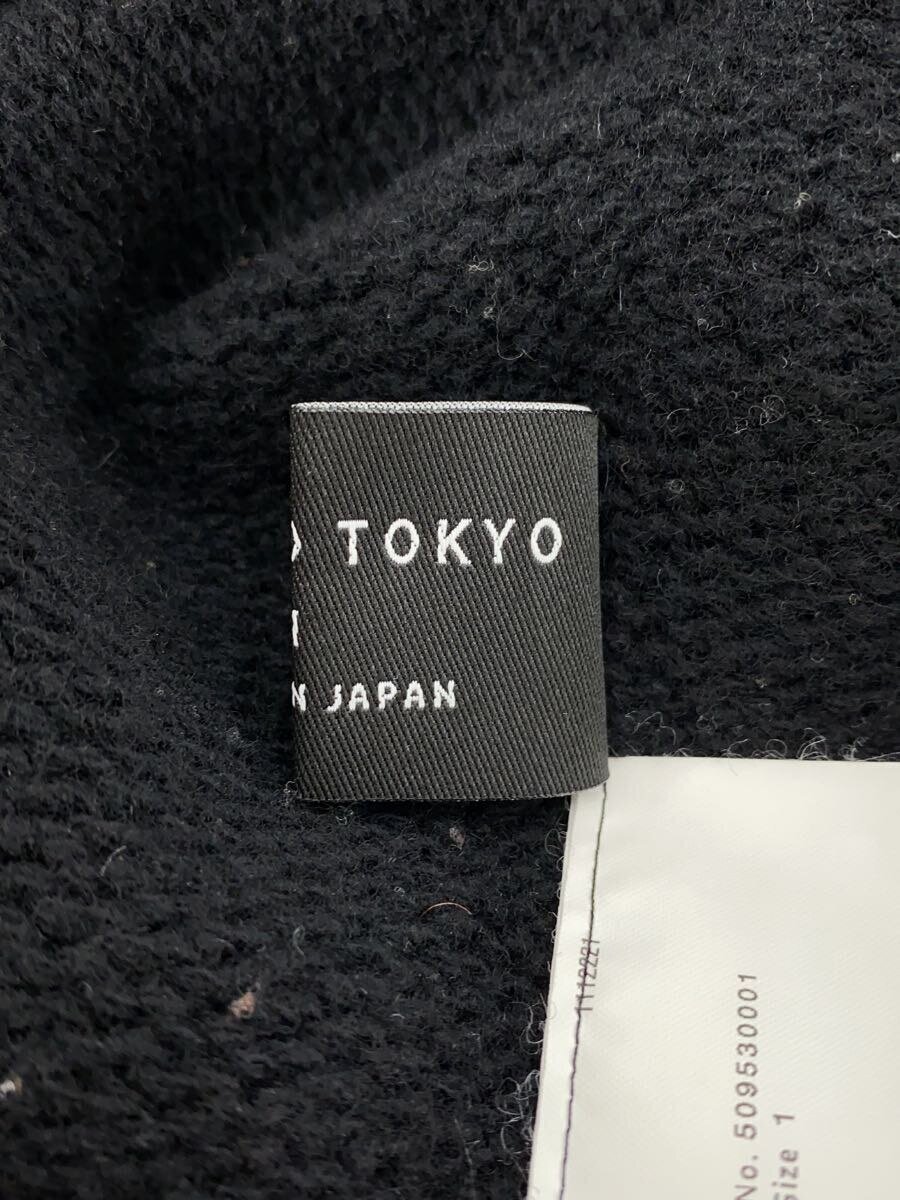 TOKYO
N JAPAN
1112221
No. 509530001
Size 1